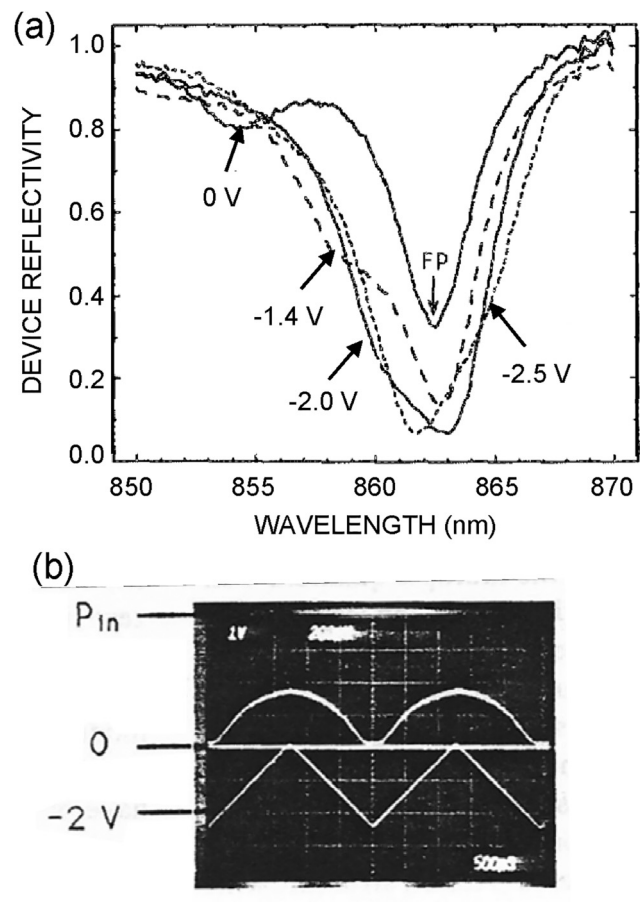 (a)
1.0
0.8
0.6
0.4
0.2
0.0
DEVICE REFLECTIVITY
0 V
-1.4 V
-2.0 V
FP
-2.5 V
850 855 860 865 870
WAVELENGTH (nm)
(b)
Pin
1V
0
-2 V